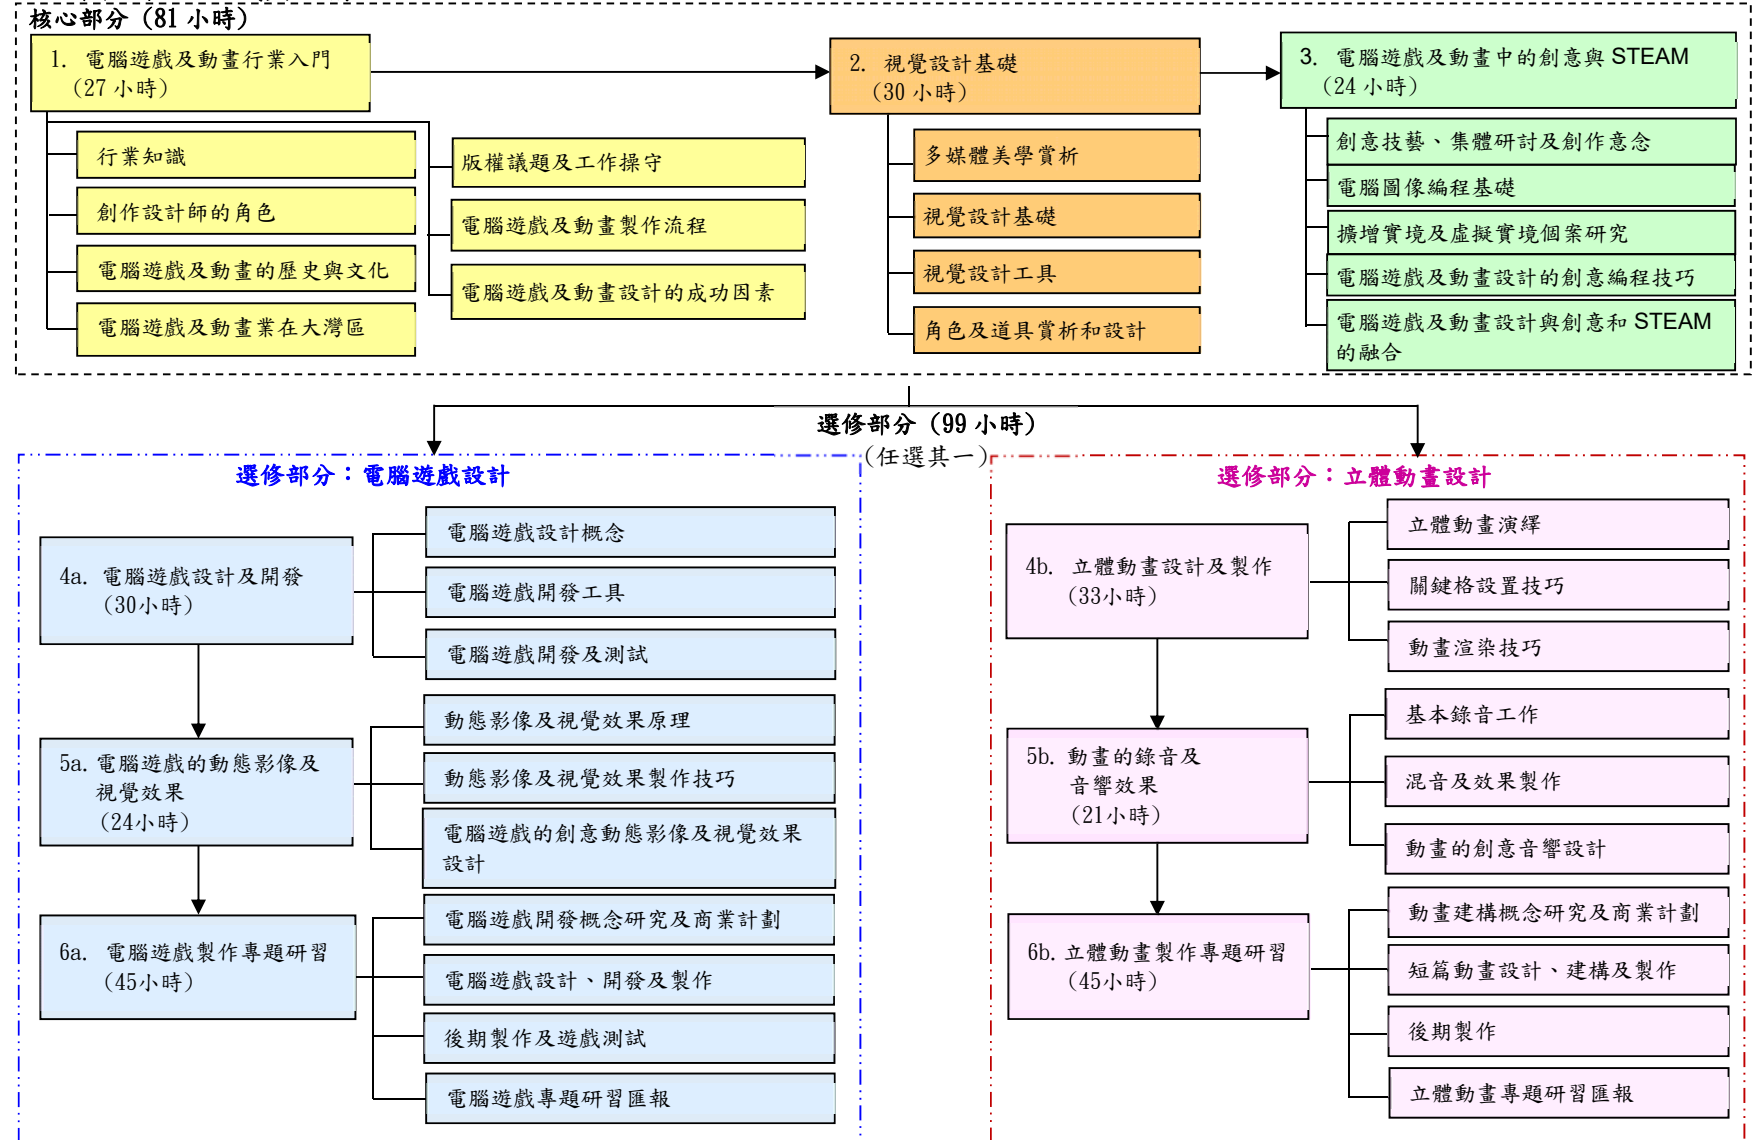 核心部分（81 小時）
1. 電腦遊戲及動畫行業入門
（27 小時）
行業知識
創作設計師的角色
電腦遊戲及動畫的歷史與文化
電腦遊戲及動畫業在大灣區
版權議題及工作操守
電腦遊戲及動畫製作流程
電腦遊戲及動畫設計的成功因素
2. 視覺設計基礎
（30 小時）
多媒體美學賞析
視覺設計基礎
視覺設計工具
角色及道具賞析和設計
3. 電腦遊戲及動畫中的創意與 STEAM
（24 小時）
創意技藝、集體研討及創作意念
電腦圖像編程基礎
擴增實境及虛擬實境個案研究
電腦遊戲及動畫設計的創意編程技巧
電腦遊戲及動畫設計與創意和 STEAM
的融合
選修部分（99 小時）
（任選其一）
選修部分：電腦遊戲設計
4a. 電腦遊戲設計及開發
（30小時）
電腦遊戲設計概念
電腦遊戲開發工具
電腦遊戲開發及測試
5a. 電腦遊戲的動態影像及
視覺效果
（24小時）
動態影像及視覺效果原理
動態影像及視覺效果製作技巧
電腦遊戲的創意動態影像及視覺效果
設計
6a. 電腦遊戲製作專題研習
（45小時）
電腦遊戲開發概念研究及商業計劃
電腦遊戲設計、開發及製作
後期製作及遊戲測試
電腦遊戲專題研習匯報
選修部分：立體動畫設計
4b. 立體動畫設計及製作
（33小時）
立體動畫演繹
關鍵格設置技巧
動畫渲染技巧
5b. 動畫的錄音及
音響效果
（21小時）
基本錄音工作
混音及效果製作
動畫的創意音響設計
6b. 立體動畫製作專題研習
（45小時）
動畫建構概念研究及商業計劃
短篇動畫設計、建構及製作
後期製作
立體動畫專題研習匯報